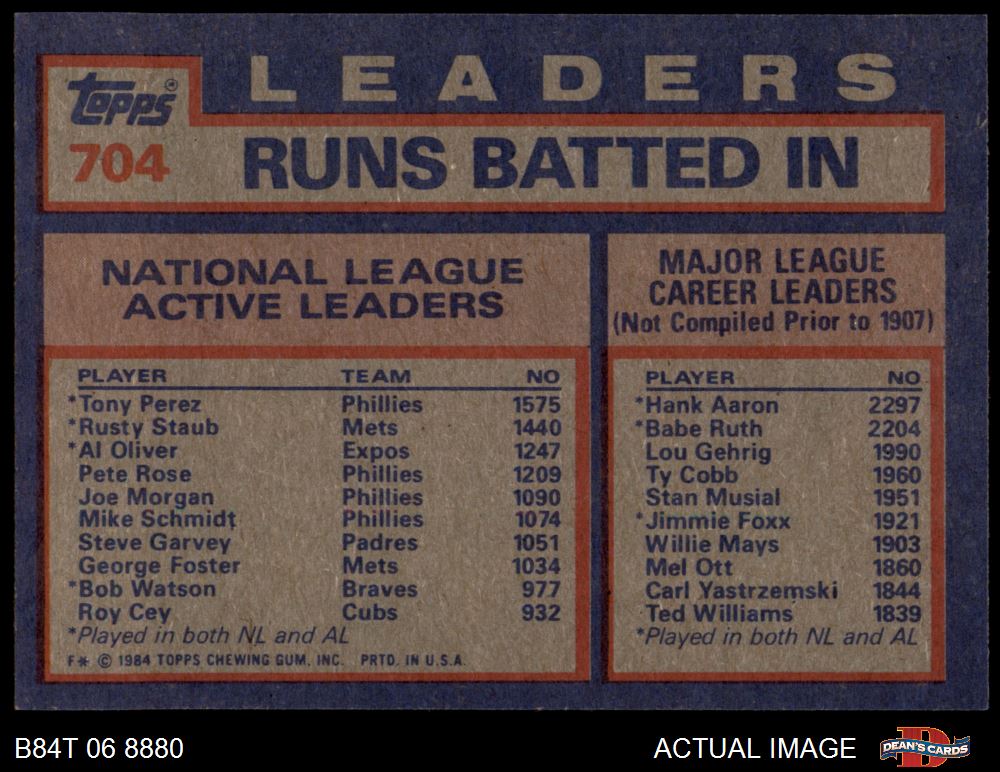 LEADERS
Topps®
704
RUNS BATTED IN
NATIONAL LEAGUE
ACTIVE LEADERS
PLAYER TEAM NO
*Tony Perez Phillies 1575
*Rusty Staub Mets 1440
*Al Oliver Expos 1247
Pete Rose Phillies 1209
Joe Morgan Phillies 1090
Mike Schmidt Phillies 1074
Steve Garvey Padres 1051
George Foster Mets 1034
*Bob Watson Braves 977
Roy Cey Cubs 932
*Played in both NL and AL
F* © 1984 TOPPS CHEWING GUM, INC. PRTD. IN U.S.A.
MAJOR LEAGUE
CAREER LEADERS
(Not Compiled Prior to 1907)
PLAYER NO
*Hank Aaron 2297
*Babe Ruth 2204
Lou Gehrig 1990
Ty Cobb 1960
Stan Musial 1951
*Jimmie Foxx 1921
Willie Mays 1903
Mel Ott 1860
Carl Yastrzemski 1844
Ted Williams 1839
*Played in both NL and AL
B84T 06 8880
ACTUAL IMAGE
D
DEAN'S CARDS